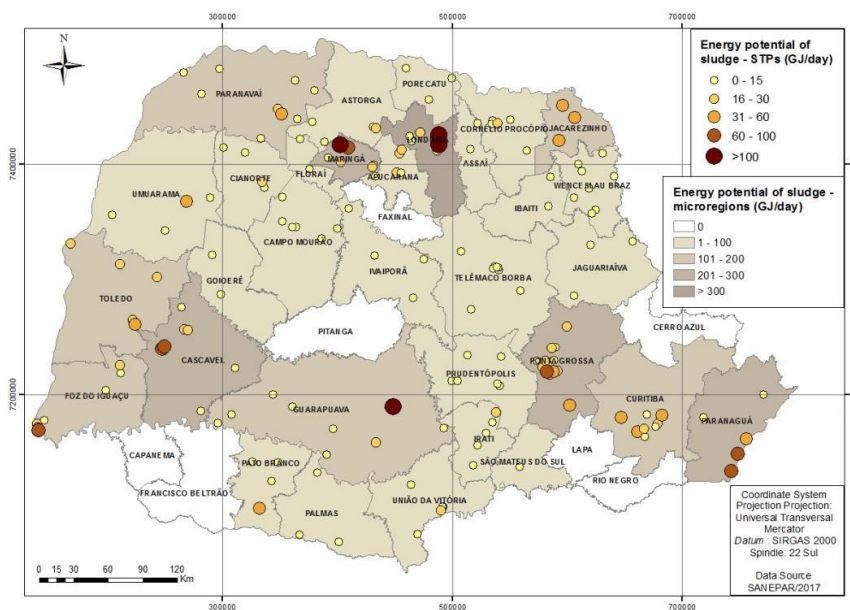 300000 500000 700000
N
7400000
7200000
PARANAVAÍ
ASTORGA
PORECATU
LONDRINA
CORNÉLIO PROCÓPIO
JACAREZINHO
MARINGÁ
ASSAÍ
UMUARAMA
CIANORTE
FLORAÍ
APUCARANA
WENCESLAU BRAZ
IBAITI
FAXINAL
CAMPO MOURÃO
GOIOERÊ
IVAIPORÃ
TELÊMACO BORBA
JAGUARIAÍVA
TOLEDO
PITANGA
CERRO AZUL
CASCAVEL
PONTA GROSSA
PRUDENTÓPOLIS
FOZ DO IGUAÇU
GUARAPUAVA
CURITIBA
PARANAGUÁ
IRATI
CAPANEMA
PATO BRANCO
SÃO MATEUS DO SUL
LAPA
RIO NEGRO
FRANCISCO BELTRÃO
UNIÃO DA VITÓRIA
PALMAS
0 15 30 60 90 120
Km
300000 500000 700000
Energy potential of
sludge - STPs (GJ/day)
0 - 15
16 - 30
31 - 60
60 - 100
>100
Energy potential of sludge -
microregions (GJ/day)
0
1 - 100
101 - 200
201 - 300
> 300
Coordinate System
Projection Projection:
Universal Transversal
Mercator
Datum : SIRGAS 2000
Spindle: 22 Sul
Data Source
SANEPAR/2017
7400000
7200000